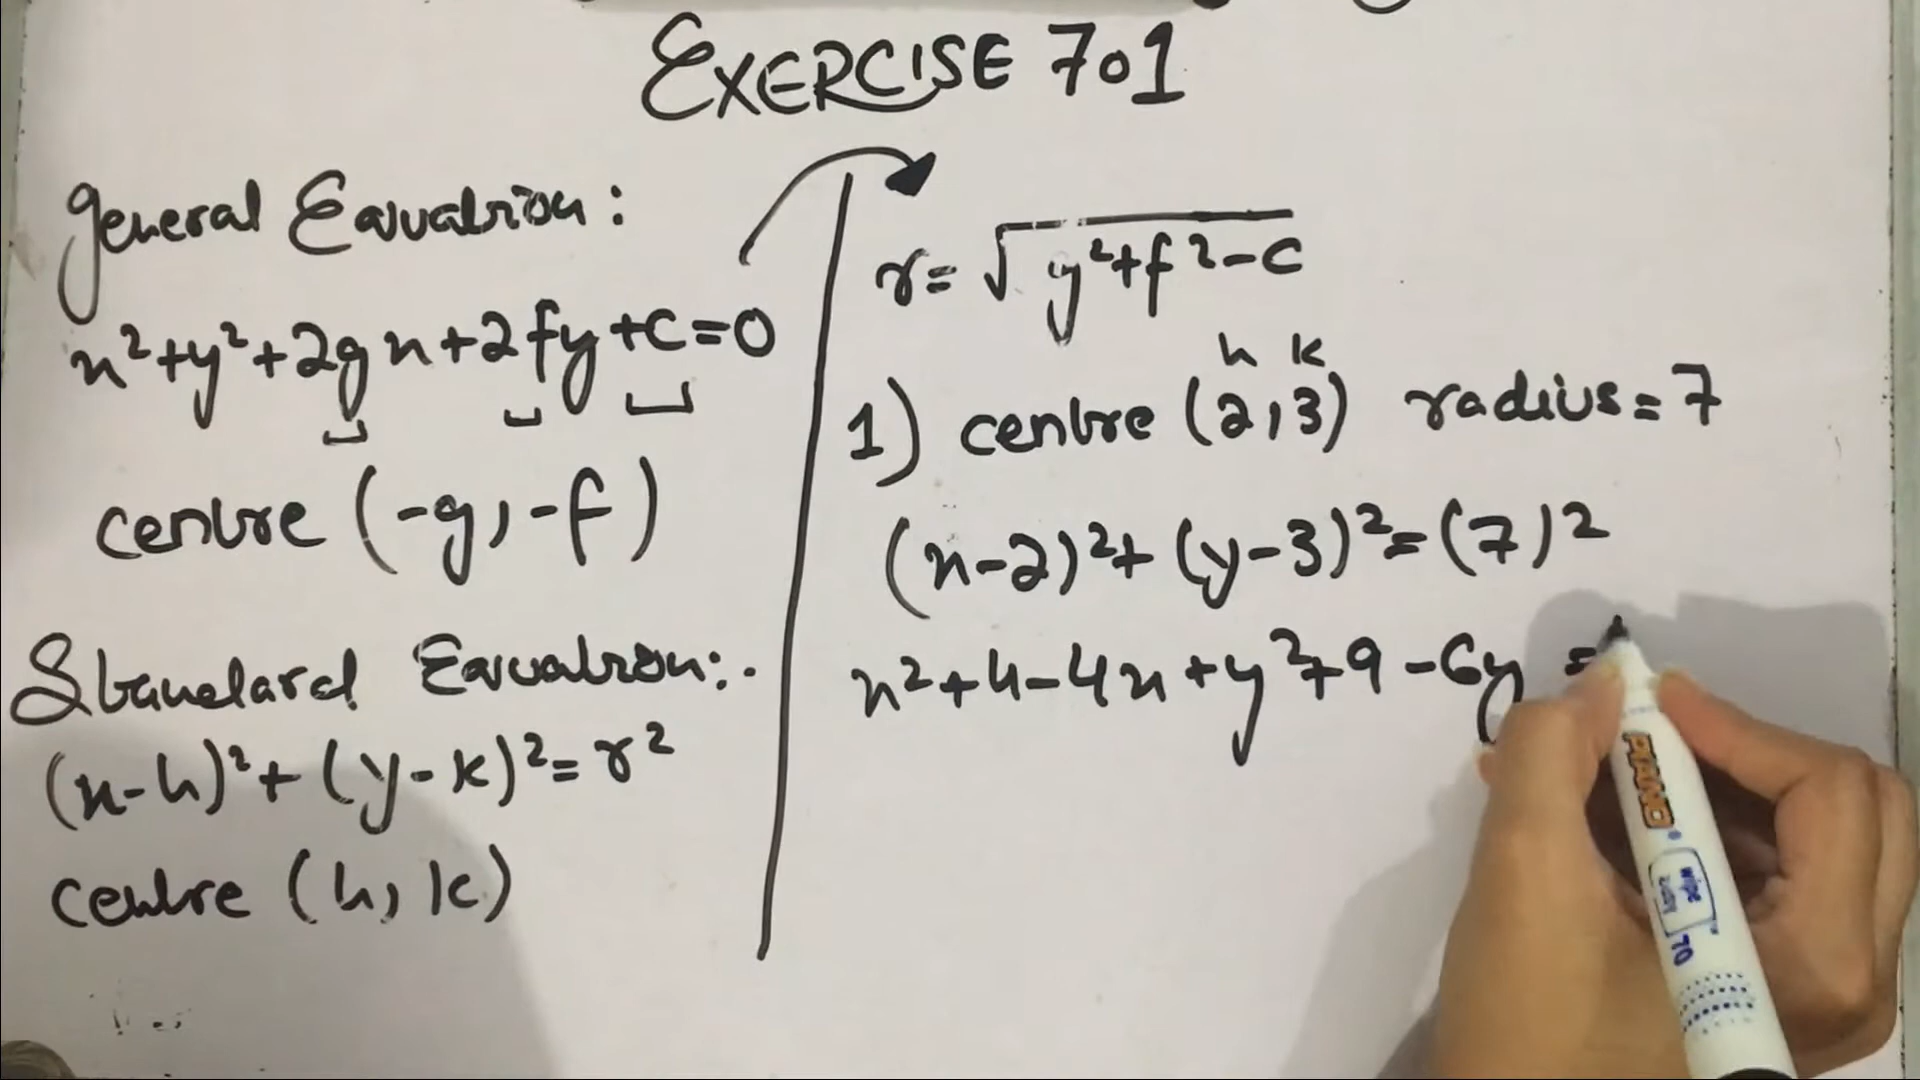 EXERCISE 7.1
General Equation:
x²+y²+2gx+2fy+c=0
centre (-g, -f)
Standard Equation:-
(x-h)²+(y-k)²=r²
centre (h, k)
r=√g²+f²-c
h k
1) centre (2,3) radius=7
(x-2)²+(y-3)²=(7)²
x²+4-4x+y²+9-6y =
PIANO
wipe
70